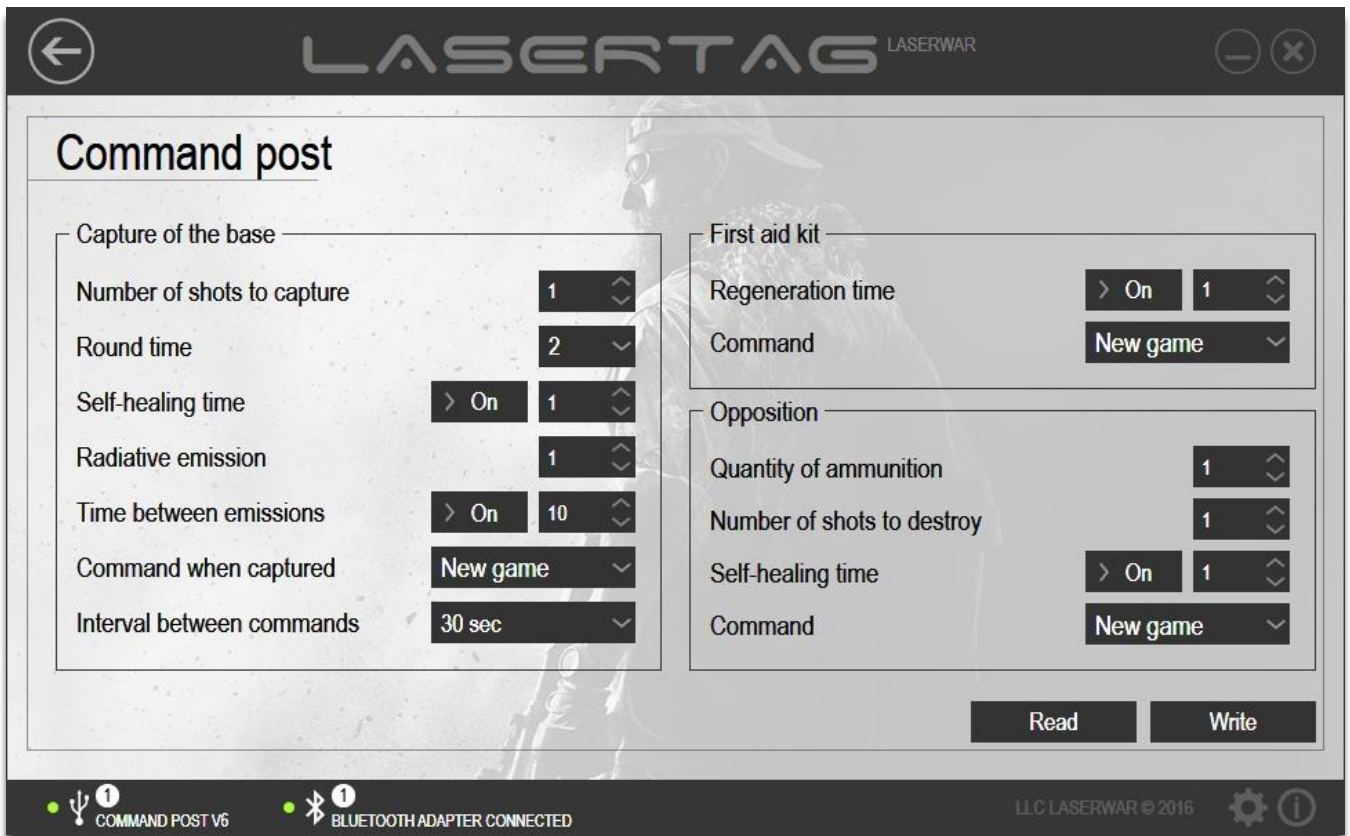 LASERTAG LASERWAR
Command post
Capture of the base
Number of shots to capture 1
Round time 2
Self-healing time > On 1
Radiative emission 1
Time between emissions > On 10
Command when captured New game
Interval between commands 30 sec
First aid kit
Regeneration time > On 1
Command New game
Opposition
Quantity of ammunition 1
Number of shots to destroy 1
Self-healing time > On 1
Command New game
Read Write
1 COMMAND POST V6
1 BLUETOOTH ADAPTER CONNECTED
LLC LASERWAR © 2016